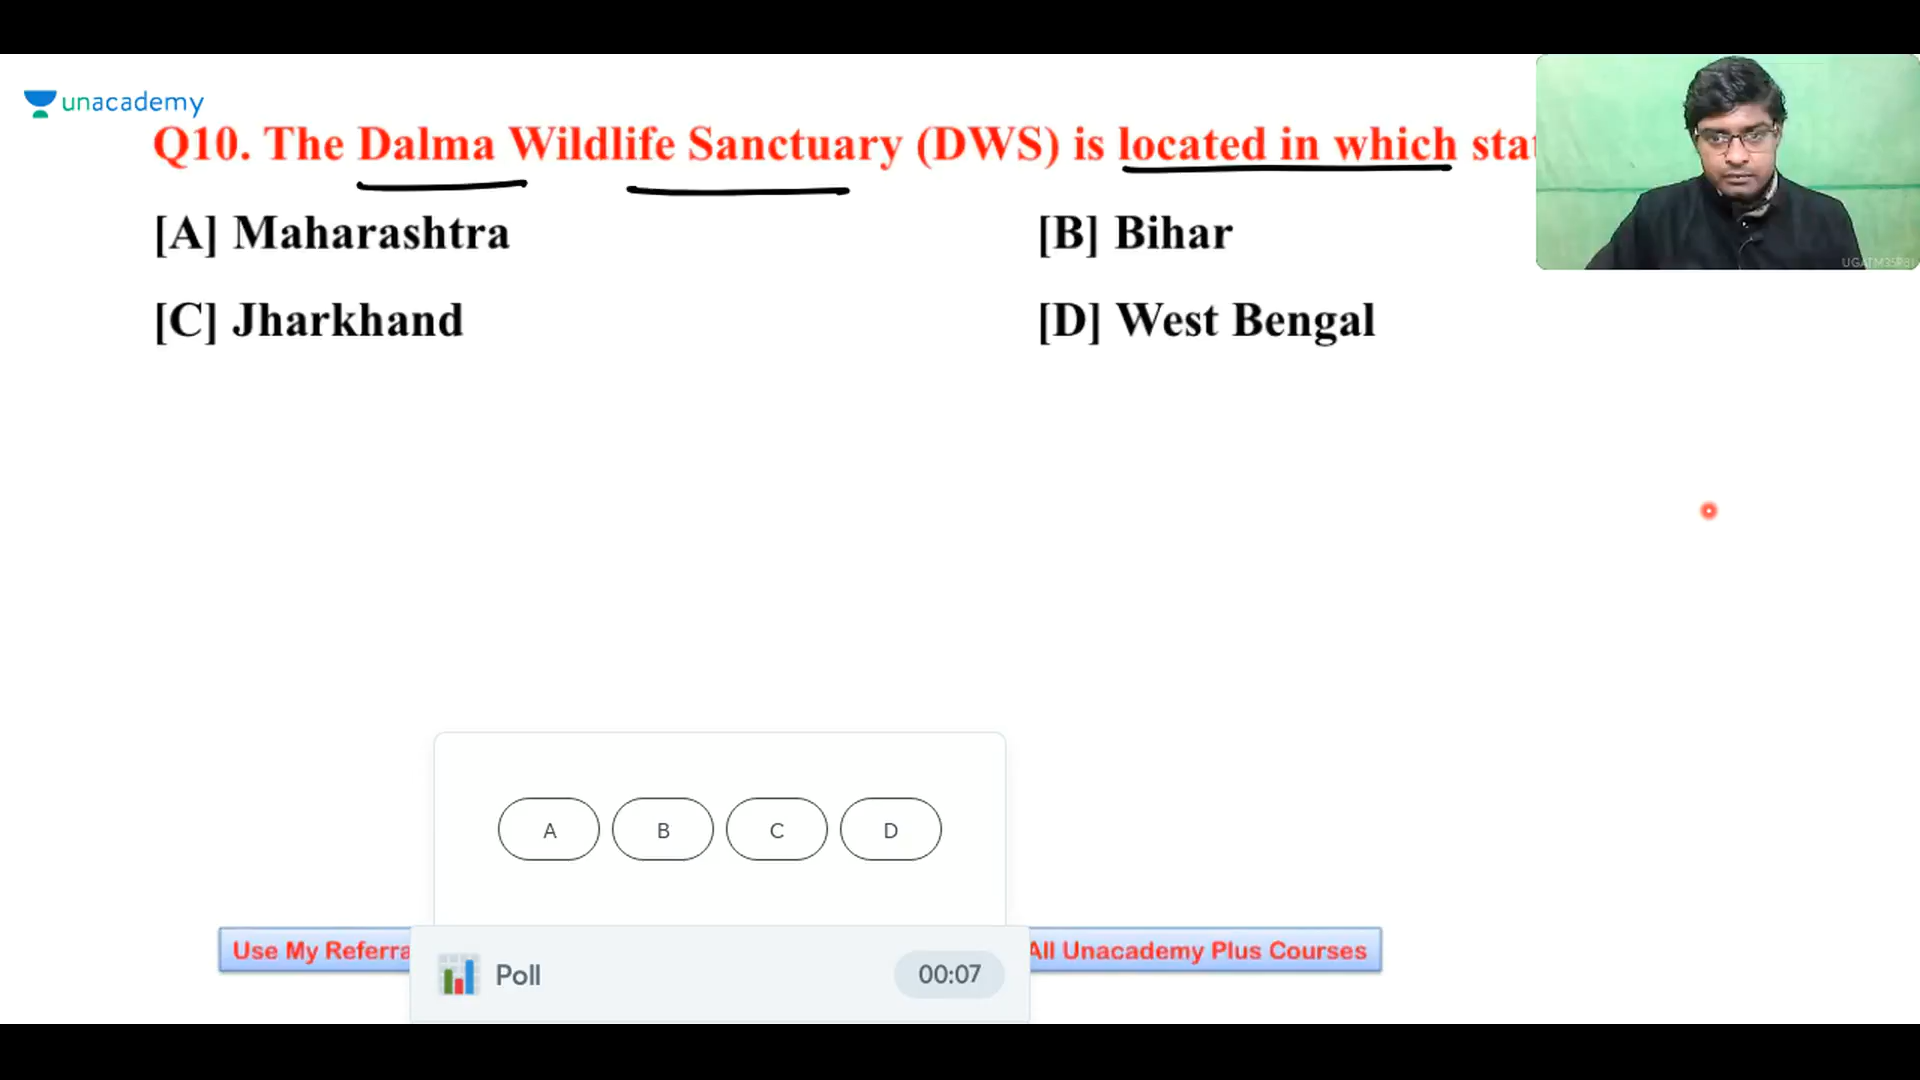 unacademy
Q10. The Dalma Wildlife Sanctuary (DWS) is located in which stat
[A] Maharashtra
[B] Bihar
[C] Jharkhand
[D] West Bengal
A B C D
Use My Referra
All Unacademy Plus Courses
Poll
00:07